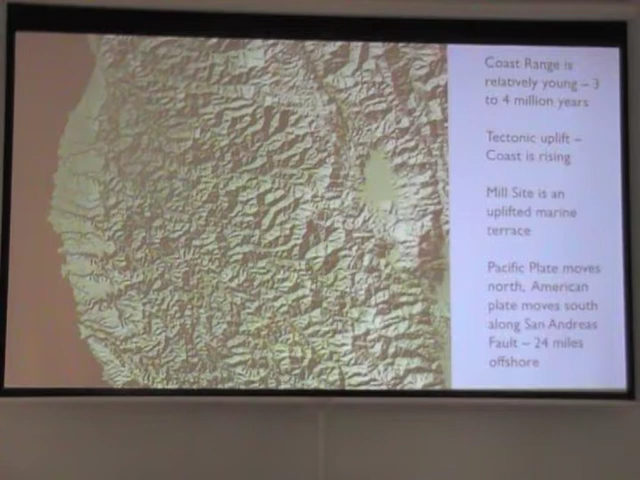 Coast Range is
relatively young – 3
to 4 million years
Tectonic uplift –
Coast is rising
Mill Site is an
uplifted marine
terrace
Pacific Plate moves
north, American
plate moves south
along San Andreas
Fault – 24 miles
offshore